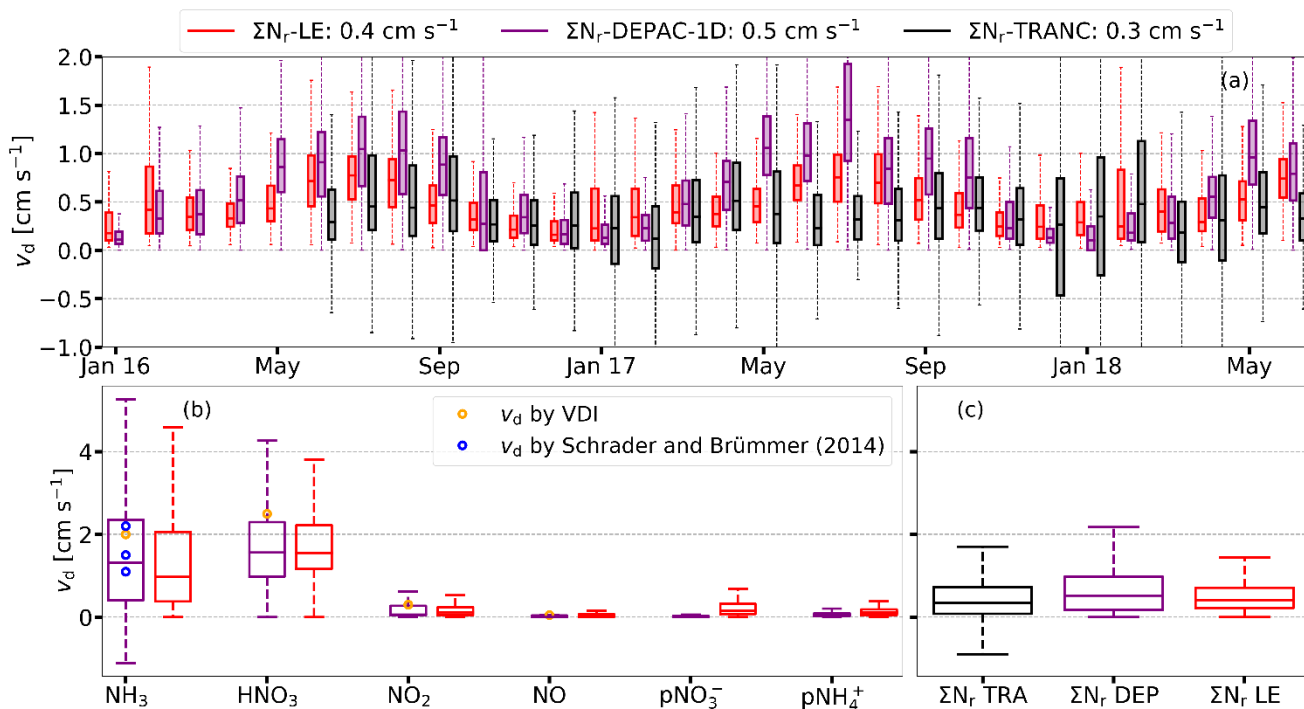 ΣNr-LE: 0.4 cm s⁻¹ ΣNr-DEPAC-1D: 0.5 cm s⁻¹ ΣNr-TRANC: 0.3 cm s⁻¹
2.0
(a)
1.5
1.0
0.5
0.0
−0.5
−1.0
vd [cm s⁻¹]
Jan 16 May Sep Jan 17 May Sep Jan 18 May
(b)
vd by VDI
vd by Schrader and Brümmer (2014)
(c)
4
2
0
vd [cm s⁻¹]
NH₃ HNO₃ NO₂ NO pNO₃⁻ pNH₄⁺ ΣNr TRA ΣNr DEP ΣNr LE